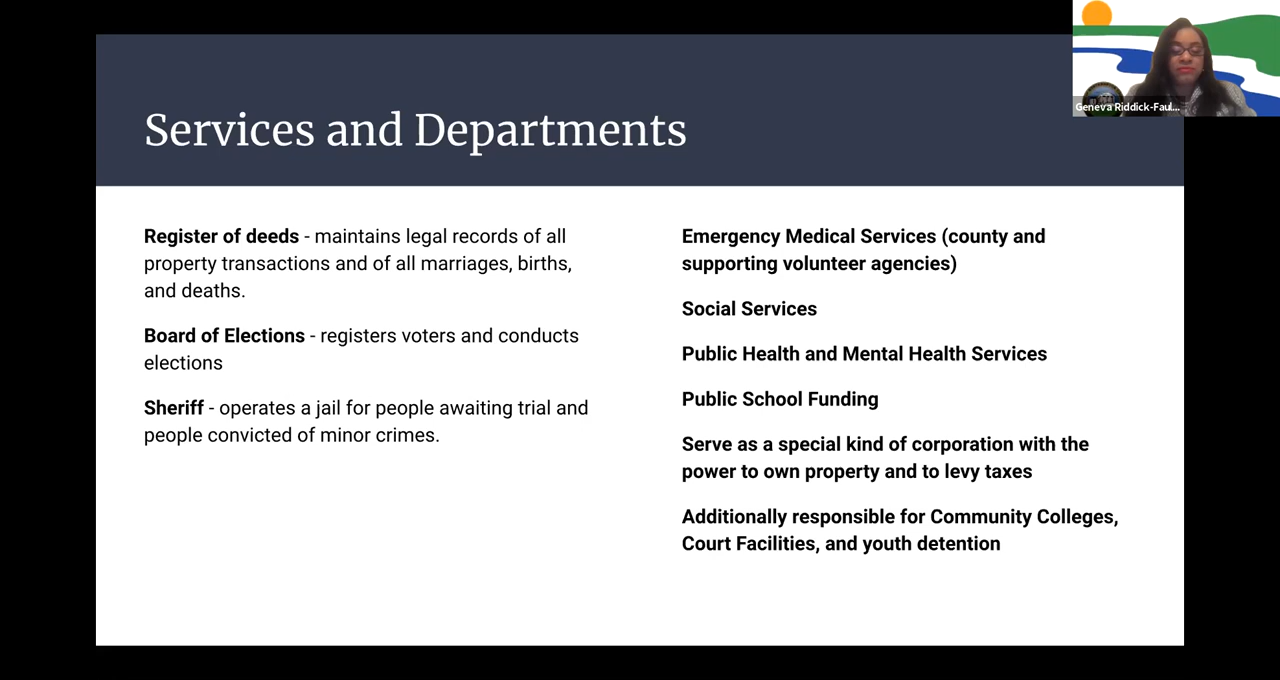 Services and Departments
Geneva Riddick-Faul...
Register of deeds - maintains legal records of all
property transactions and of all marriages, births,
and deaths.
Board of Elections - registers voters and conducts
elections
Sheriff - operates a jail for people awaiting trial and
people convicted of minor crimes.
Emergency Medical Services (county and
supporting volunteer agencies)
Social Services
Public Health and Mental Health Services
Public School Funding
Serve as a special kind of corporation with the
power to own property and to levy taxes
Additionally responsible for Community Colleges,
Court Facilities, and youth detention